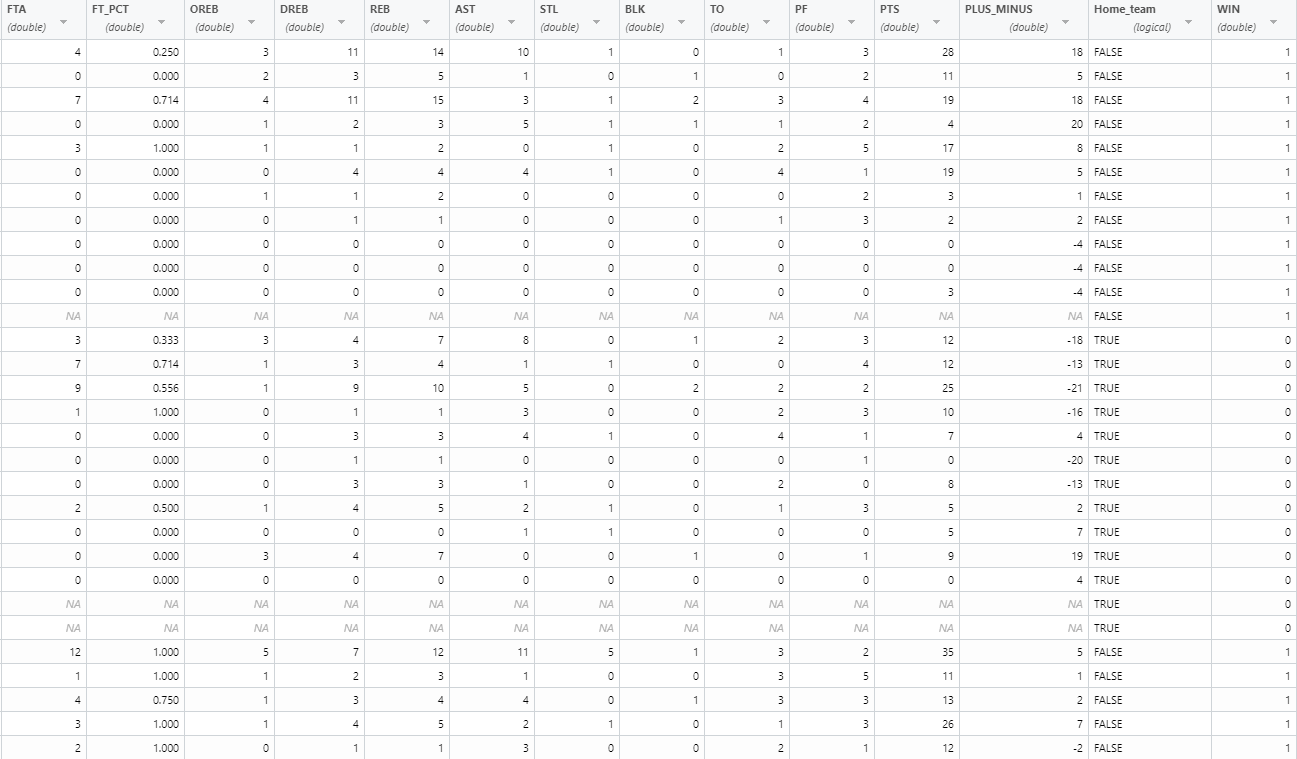 FTA FT_PCT OREB DREB REB AST STL BLK TO PF PTS PLUS_MINUS Home_team WIN
(double) (double) (double) (double) (double) (double) (double) (double) (double) (double) (double) (double) (logical) (double)
4 0.250 3 11 14 10 1 0 1 3 28 18 FALSE 1
0 0.000 2 3 5 1 0 1 0 2 11 5 FALSE 1
7 0.714 4 11 15 3 1 2 3 4 19 18 FALSE 1
0 0.000 1 2 3 5 1 1 1 2 4 20 FALSE 1
3 1.000 1 1 2 0 1 0 2 5 17 8 FALSE 1
0 0.000 0 4 4 4 1 0 4 1 19 5 FALSE 1
0 0.000 1 1 2 0 0 0 0 2 3 1 FALSE 1
0 0.000 0 1 1 0 0 0 1 3 2 2 FALSE 1
0 0.000 0 0 0 0 0 0 0 0 0 -4 FALSE 1
0 0.000 0 0 0 0 0 0 0 0 0 -4 FALSE 1
0 0.000 0 0 0 0 0 0 0 0 3 -4 FALSE 1
NA NA NA NA NA NA NA NA NA NA NA NA FALSE 1
3 0.333 3 4 7 8 0 1 2 3 12 -18 TRUE 0
7 0.714 1 3 4 1 1 0 0 4 12 -13 TRUE 0
9 0.556 1 9 10 5 0 2 2 2 25 -21 TRUE 0
1 1.000 0 1 1 3 0 0 2 3 10 -16 TRUE 0
0 0.000 0 3 3 4 1 0 4 1 7 4 TRUE 0
0 0.000 0 1 1 0 0 0 0 1 0 -20 TRUE 0
0 0.000 0 3 3 1 0 0 2 0 8 -13 TRUE 0
2 0.500 1 4 5 2 1 0 1 3 5 2 TRUE 0
0 0.000 0 0 0 1 1 0 0 0 5 7 TRUE 0
0 0.000 3 4 7 0 0 1 0 1 9 19 TRUE 0
0 0.000 0 0 0 0 0 0 0 0 0 4 TRUE 0
NA NA NA NA NA NA NA NA NA NA NA NA TRUE 0
NA NA NA NA NA NA NA NA NA NA NA NA TRUE 0
12 1.000 5 7 12 11 5 1 3 2 35 5 FALSE 1
1 1.000 1 2 3 1 0 0 3 5 11 1 FALSE 1
4 0.750 1 3 4 4 0 1 3 3 13 2 FALSE 1
3 1.000 1 4 5 2 1 0 1 3 26 7 FALSE 1
2 1.000 0 1 1 3 0 0 2 1 12 -2 FALSE 1